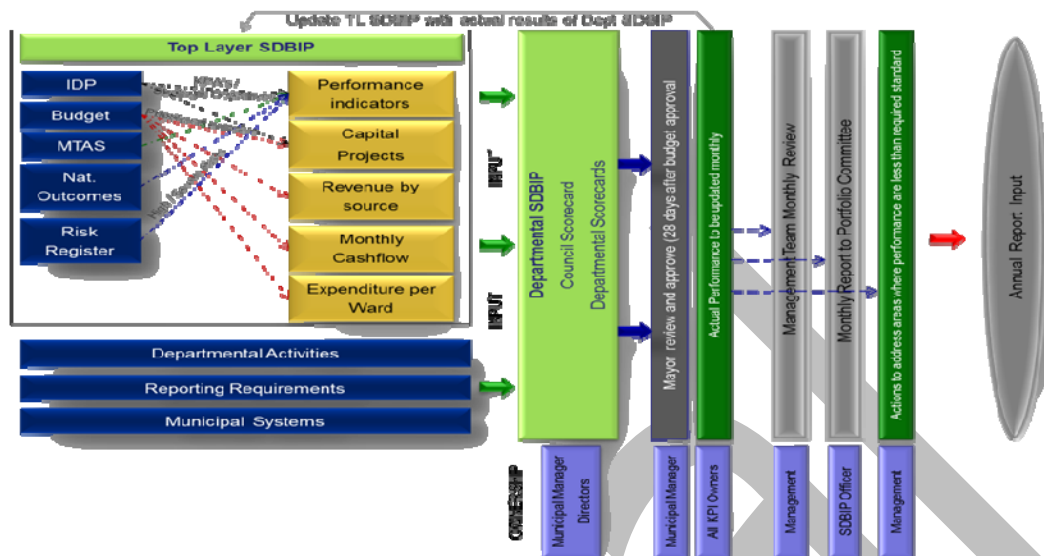 Update TL SDBIP with actual results of Dept SDBIP
Top Layer SDBIP
IDP
Budget
MTAS
Nat.
Outcomes
Risk
Register
Performance
indicators
Capital
Projects
Revenue by
source
Monthly
Cashflow
Expenditure per
Ward
Departmental Activities
Reporting Requirements
Municipal Systems
INPUT
INPUT
Departmental SDBIP
Council Scorecard
Departmental Scorecards
Mayor review and approve (28 days after budget approval
Actual Performance to be updated monthly
Management Team Monthly Review
Monthly Report to Portfolio Committee
Actions to address areas where performance are less than required standard
Annual Repor. Input
OWNERSHIP
Municipal Manager
Directors
Municipal Manager
All KPI Owners
Management
SDBIP Officer
Management